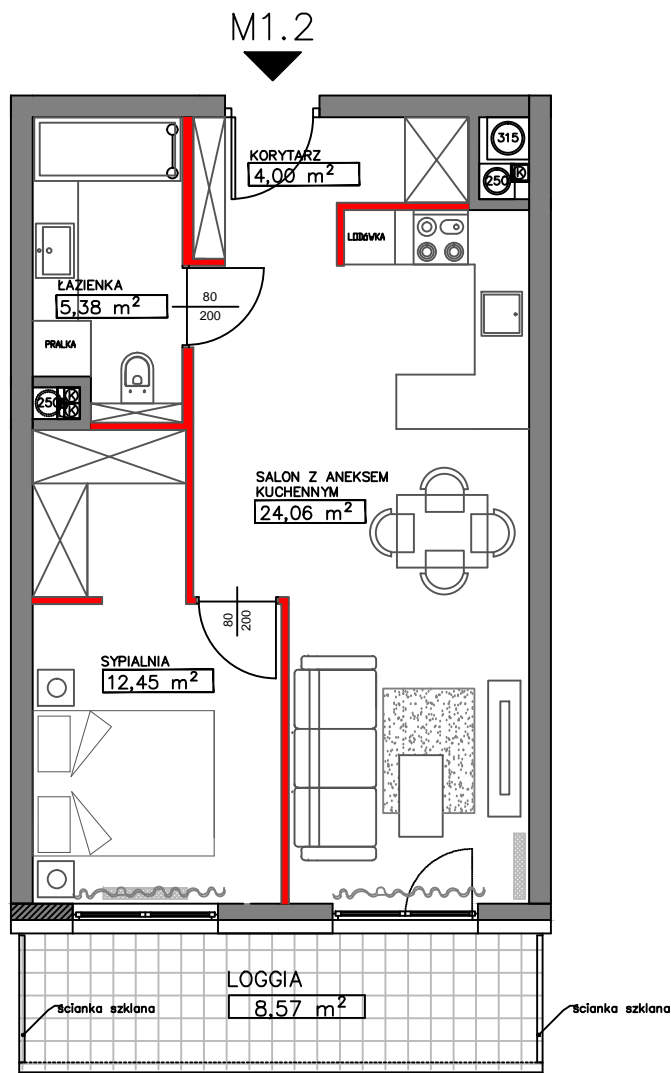 M1.2
KORYTARZ
4,00 m²
315
250
K
LODÓWKA
ŁAZIENKA
5,38 m²
80
200
PRALKA
250
K
K
SALON Z ANEKSEM
KUCHENNYM
24,06 m²
80
200
SYPIALNIA
12,45 m²
LOGGIA
8,57 m²
ścianka szklana
ścianka szklana